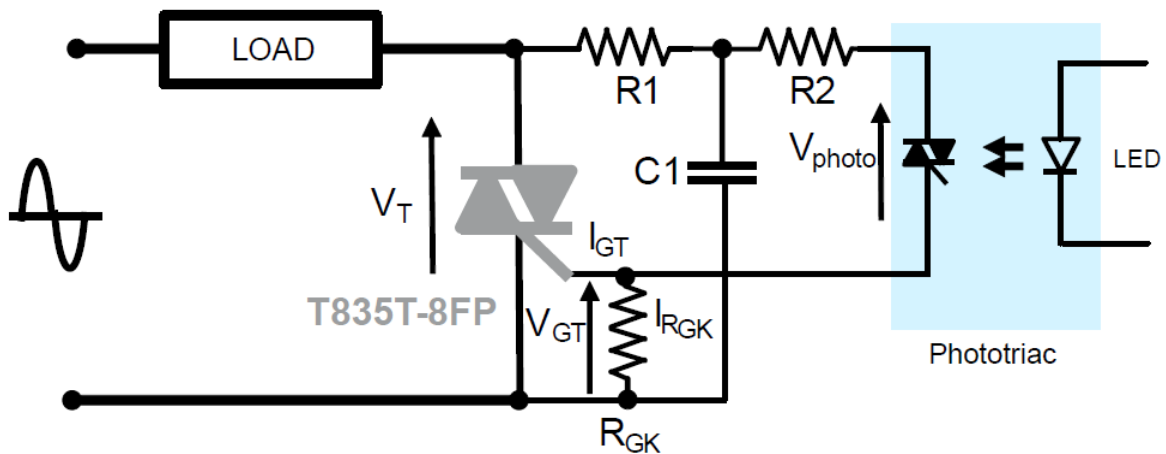 LOAD
R1
R2
V_photo
LED
C1
V_T
I_GT
T835T-8FP
V_GT
I_RGK
Phototriac
R_GK